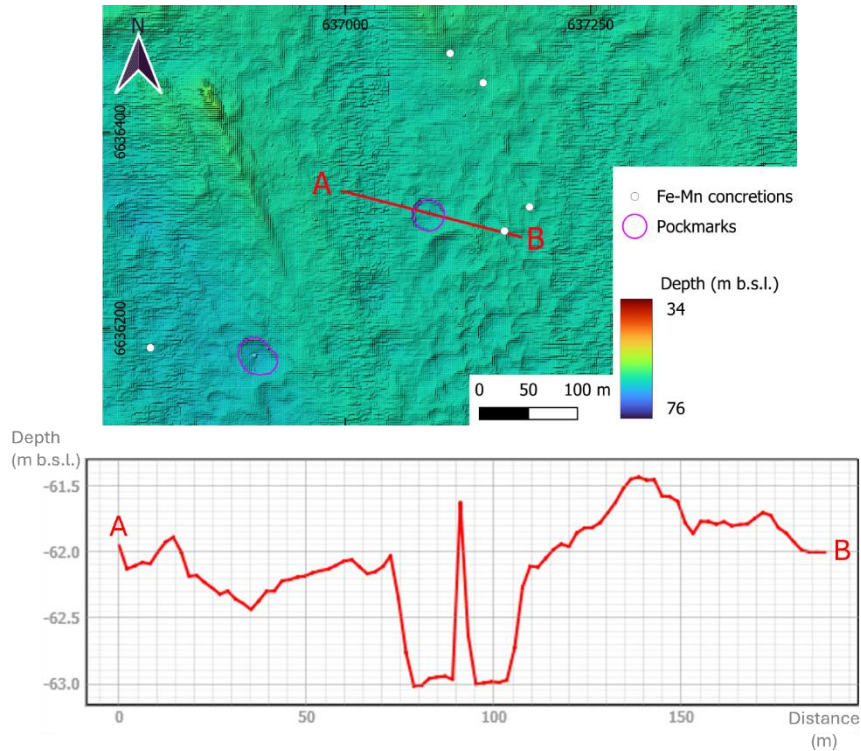 N
637000
637250
6636400
6636200
A
B
Fe-Mn concretions
Pockmarks
Depth (m b.s.l.)
34
76
0 50 100 m
Depth
(m b.s.l.)
-61.5
-62.0
-62.5
-63.0
A
B
0 50 100 150 Distance
(m)